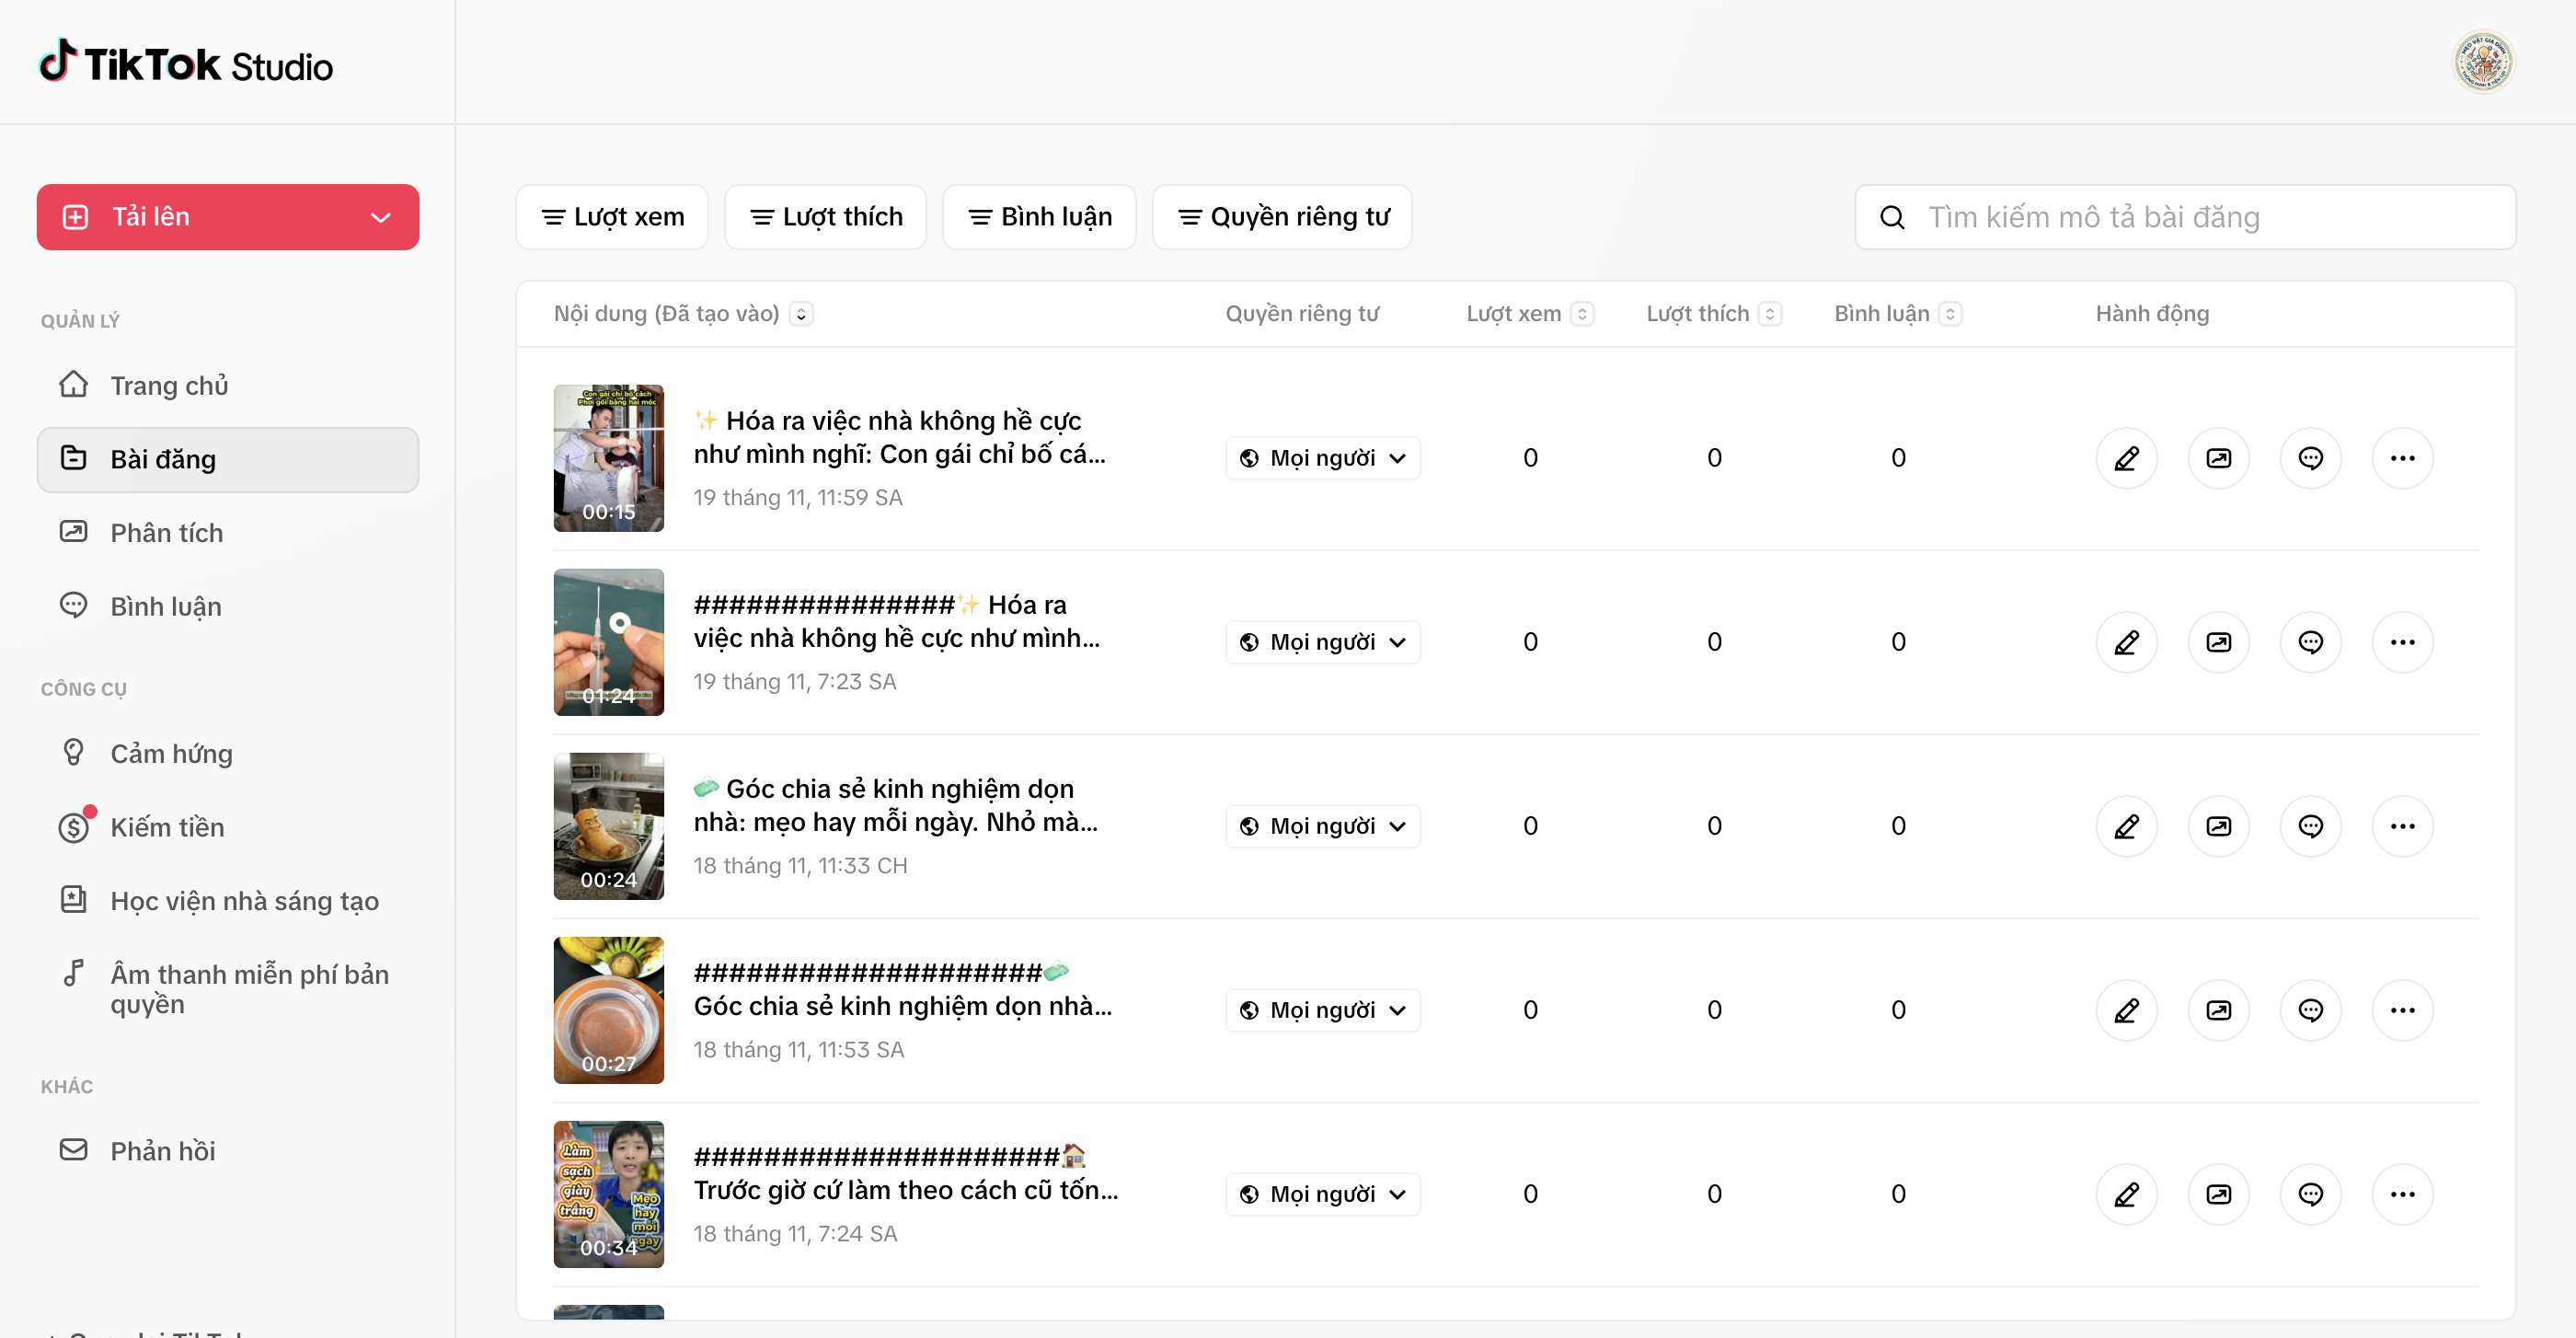 TikTok Studio
Tải lên
QUẢN LÝ
Trang chủ
Bài đăng
Phân tích
Bình luận
CÔNG CỤ
Cảm hứng
Kiếm tiền
Học viện nhà sáng tạo
Âm thanh miễn phí bản
quyền
KHÁC
Phản hồi
Lượt xem
Lượt thích
Bình luận
Quyền riêng tư
Tìm kiếm mô tả bài đăng
Nội dung (Đã tạo vào) Quyền riêng tư Lượt xem Lượt thích Bình luận Hành động
Con gái chỉ bố cách
Phơi gối bằng hai móc
00:15
✨ Hóa ra việc nhà không hề cực
như mình nghĩ: Con gái chỉ bố cá...
19 tháng 11, 11:59 SA
Mọi người 0 0 0
01:24
###############✨ Hóa ra
việc nhà không hề cực như mình...
19 tháng 11, 7:23 SA
Mọi người 0 0 0
00:24
🧼 Góc chia sẻ kinh nghiệm dọn
nhà: mẹo hay mỗi ngày. Nhỏ mà...
18 tháng 11, 11:33 CH
Mọi người 0 0 0
00:27
####################🧼
Góc chia sẻ kinh nghiệm dọn nhà...
18 tháng 11, 11:53 SA
Mọi người 0 0 0
Làm
sạch
giày
trắng
Mẹo
hay
mỗi
ngày
00:34
#####################🏠
Trước giờ cứ làm theo cách cũ tốn...
18 tháng 11, 7:24 SA
Mọi người 0 0 0